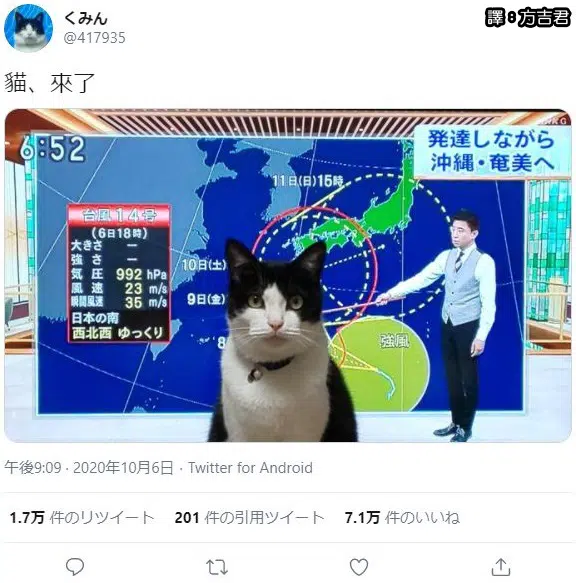 くみん
@417935
譯:方吉君
貓、來了
6:52
発達しながら
沖縄・奄美へ
11日(日)15時
台風14号
(6日18時)
大きさ ー
強さ ー
気圧 992 hPa
風速 23 m/s
瞬間風速 35 m/s
日本の南
西北西 ゆっくり
10日(土)
9日(金)
8
強風
午後9:09 · 2020年10月6日 · Twitter for Android
1.7万 件のリツイート 201 件の引用ツイート 7.1万 件のいいね